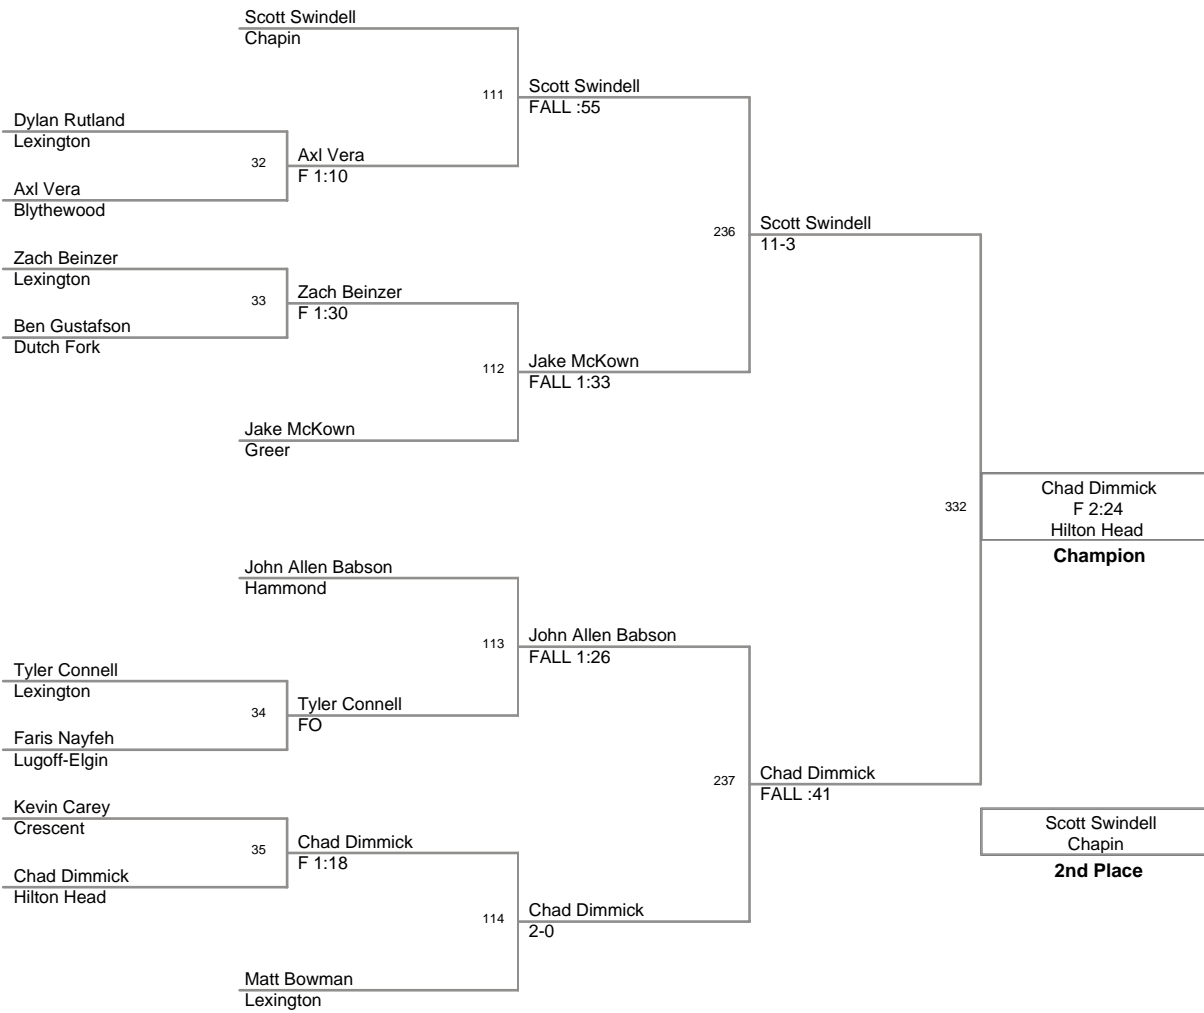 Scott Swindell
Chapin
111
Scott Swindell
FALL :55
Dylan Rutland
Lexington
32
Axl Vera
F 1:10
Axl Vera
Blythewood
236
Scott Swindell
11-3
Zach Beinzer
Lexington
33
Zach Beinzer
F 1:30
Ben Gustafson
Dutch Fork
112
Jake McKown
FALL 1:33
Jake McKown
Greer
332
Chad Dimmick
F 2:24
Hilton Head
Champion
John Allen Babson
Hammond
113
John Allen Babson
FALL 1:26
Tyler Connell
Lexington
34
Tyler Connell
FO
Faris Nayfeh
Lugoff-Elgin
237
Chad Dimmick
FALL :41
Kevin Carey
Crescent
35
Chad Dimmick
F 1:18
Chad Dimmick
Hilton Head
114
Chad Dimmick
2-0
Matt Bowman
Lexington
Scott Swindell
Chapin
2nd Place